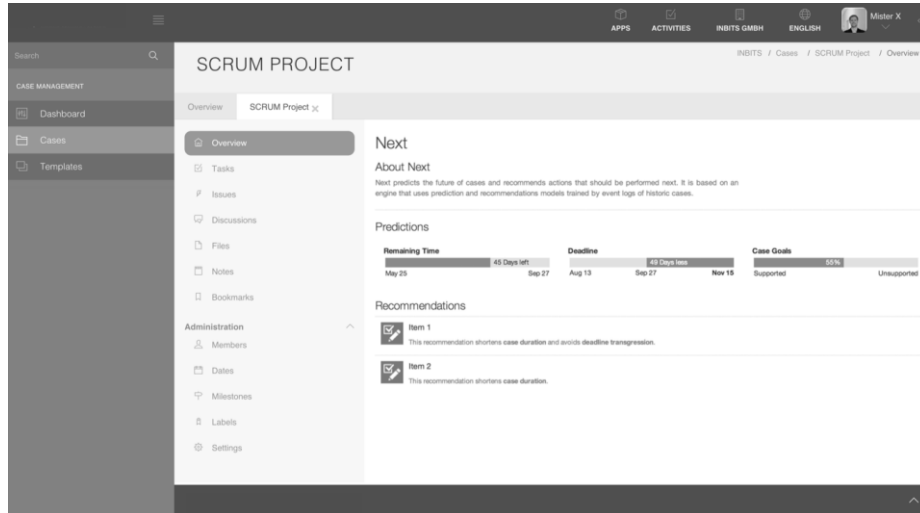 APPS
ACTIVITIES
INBITS GMBH
ENGLISH
Mister X
Search
CASE MANAGEMENT
Dashboard
Cases
Templates
SCRUM PROJECT
INBITS / Cases / SCRUM Project / Overview
Overview
SCRUM Project
Overview
Tasks
Issues
Discussions
Files
Notes
Bookmarks
Administration
Members
Dates
Milestones
Labels
Settings
Next
About Next
Next predicts the future of cases and recommends actions that should be performed next. It is based on an
engine that uses prediction and recommendations models trained by event logs of historic cases.
Predictions
Remaining Time
45 Days left
May 25 Sep 27
Deadline
49 Days less
Aug 13 Sep 27 Nov 15
Case Goals
55%
Supported Unsupported
Recommendations
Item 1
This recommendation shortens case duration and avoids deadline transgression.
Item 2
This recommendation shortens case duration.